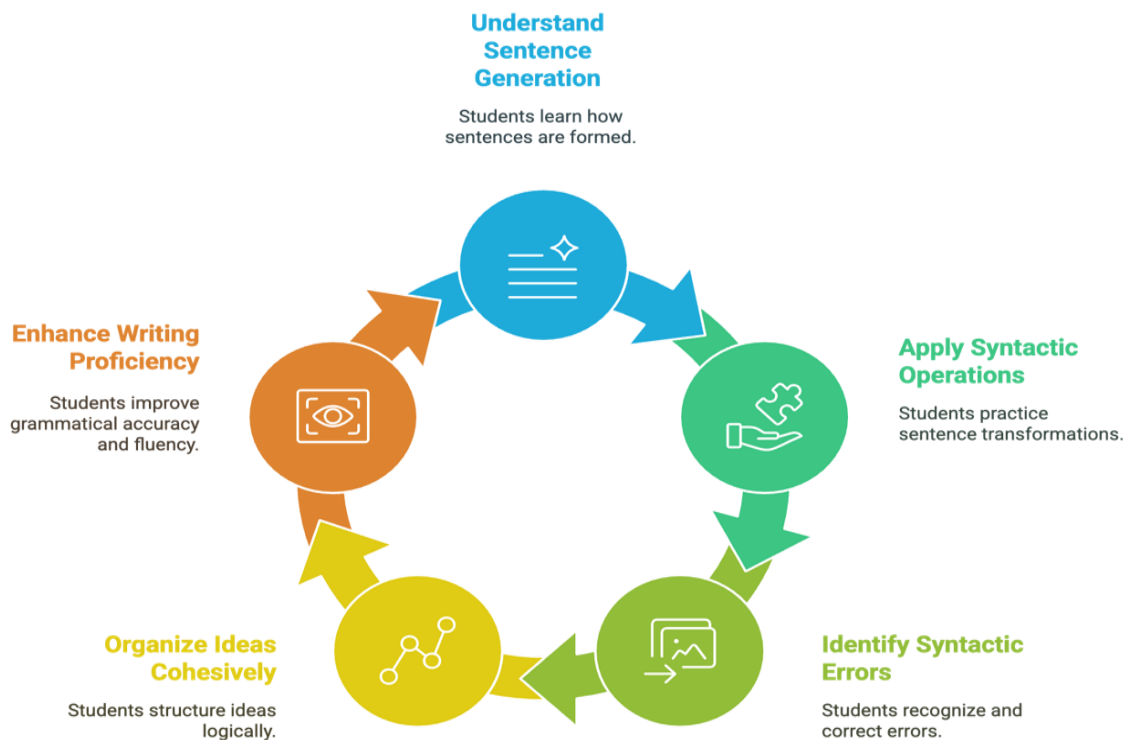 Understand
Sentence
Generation
Students learn how
sentences are formed.
Apply Syntactic
Operations
Students practice
sentence transformations.
Identify Syntactic
Errors
Students recognize and
correct errors.
Organize Ideas
Cohesively
Students structure ideas
logically.
Enhance Writing
Proficiency
Students improve
grammatical accuracy
and fluency.